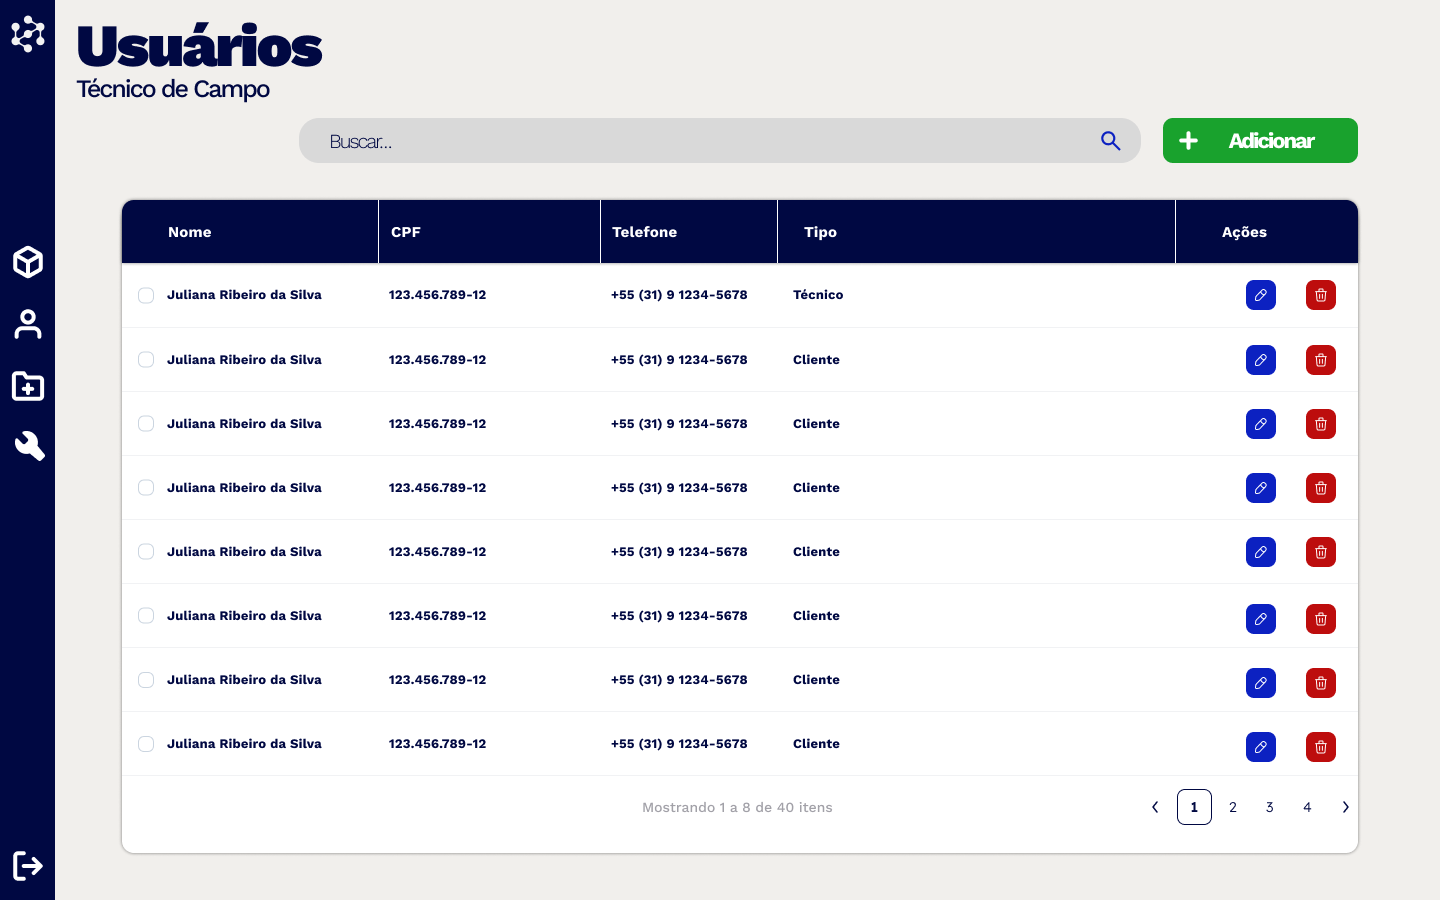 Usuários
Técnico de Campo
Buscar...
Adicionar
Nome CPF Telefone Tipo Ações
Juliana Ribeiro da Silva 123.456.789-12 +55 (31) 9 1234-5678 Técnico
Juliana Ribeiro da Silva 123.456.789-12 +55 (31) 9 1234-5678 Cliente
Juliana Ribeiro da Silva 123.456.789-12 +55 (31) 9 1234-5678 Cliente
Juliana Ribeiro da Silva 123.456.789-12 +55 (31) 9 1234-5678 Cliente
Juliana Ribeiro da Silva 123.456.789-12 +55 (31) 9 1234-5678 Cliente
Juliana Ribeiro da Silva 123.456.789-12 +55 (31) 9 1234-5678 Cliente
Juliana Ribeiro da Silva 123.456.789-12 +55 (31) 9 1234-5678 Cliente
Juliana Ribeiro da Silva 123.456.789-12 +55 (31) 9 1234-5678 Cliente
Mostrando 1 a 8 de 40 itens 1 2 3 4